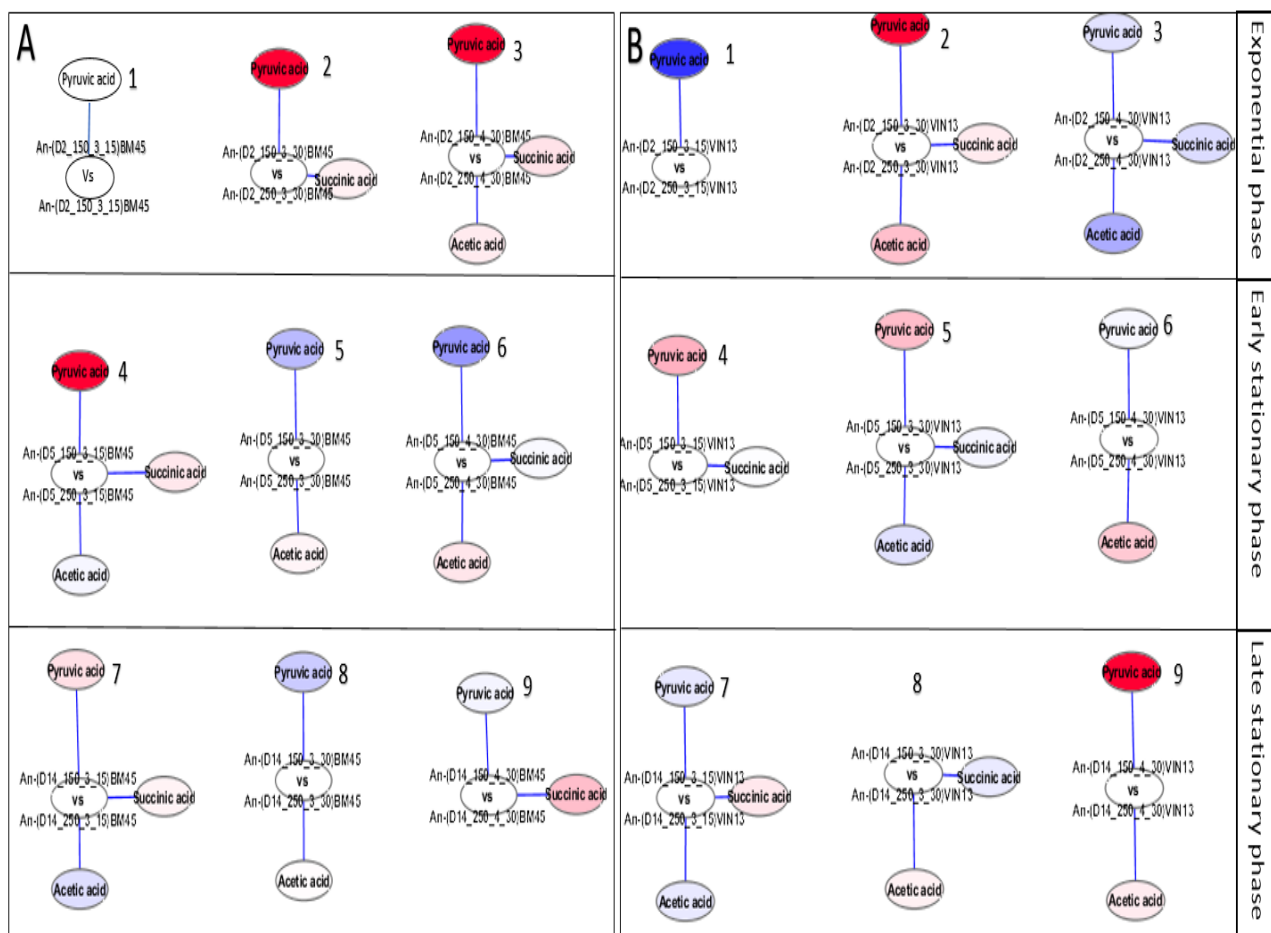 A
Pyruvic acid 1
An-(D2_150_3_15)BM45
Vs
An-(D2_150_3_15)BM45
Pyruvic acid 2
An-(D2_150_3_30)BM45
vs
Succinic acid
An-(D2_250_3_30)BM45
Pyruvic acid 3
An-(D2_150_4_30)BM45
vs
Succinic acid
An-(D2_250_4_30)BM45
Acetic acid
Pyruvic acid 4
An-(D5_150_3_15)BM45
vs
Succinic acid
An-(D5_250_3_15)BM45
Acetic acid
Pyruvic acid 5
An-(D5_150_3_30)BM45
vs
An-(D5_250_3_30)BM45
Acetic acid
Pyruvic acid 6
An-(D5_150_4_30)BM45
vs
Succinic acid
An-(D5_250_4_30)BM45
Acetic acid
Pyruvic acid 7
An-(D14_150_3_15)BM45
vs
Succinic acid
An-(D14_250_3_15)BM45
Acetic acid
Pyruvic acid 8
An-(D14_150_3_30)BM45
vs
An-(D14_250_3_30)BM45
Acetic acid
Pyruvic acid 9
An-(D14_150_4_30)BM45
vs
Succinic acid
An-(D14_250_4_30)BM45
B
Pyruvic acid 1
An-(D2_150_3_15)VIN13
vs
An-(D2_250_3_15)VIN13
Pyruvic acid 2
An-(D2_150_3_30)VIN13
vs
Succinic acid
An-(D2_250_3_30)VIN13
Acetic acid
Pyruvic acid 3
An-(D2_150_4_30)VIN13
vs
Succinic acid
An-(D2_250_4_30)VIN13
Acetic acid
Exponential phase
Pyruvic acid 4
An-(D5_150_3_15)VIN13
vs
Succinic acid
An-(D5_250_3_15)VIN13
Pyruvic acid 5
An-(D5_150_3_30)VIN13
vs
Succinic acid
An-(D5_250_3_30)VIN13
Acetic acid
Pyruvic acid 6
An-(D5_150_4_30)VIN13
vs
An-(D5_250_4_30)VIN13
Acetic acid
Early stationary phase
Pyruvic acid 7
An-(D14_150_3_15)VIN13
vs
Succinic acid
An-(D14_250_3_15)VIN13
Acetic acid
8
An-(D14_150_3_30)VIN13
vs
Succinic acid
An-(D14_250_3_30)VIN13
Acetic acid
Pyruvic acid 9
An-(D14_150_4_30)VIN13
vs
An-(D14_250_4_30)VIN13
Acetic acid
Late stationary phase